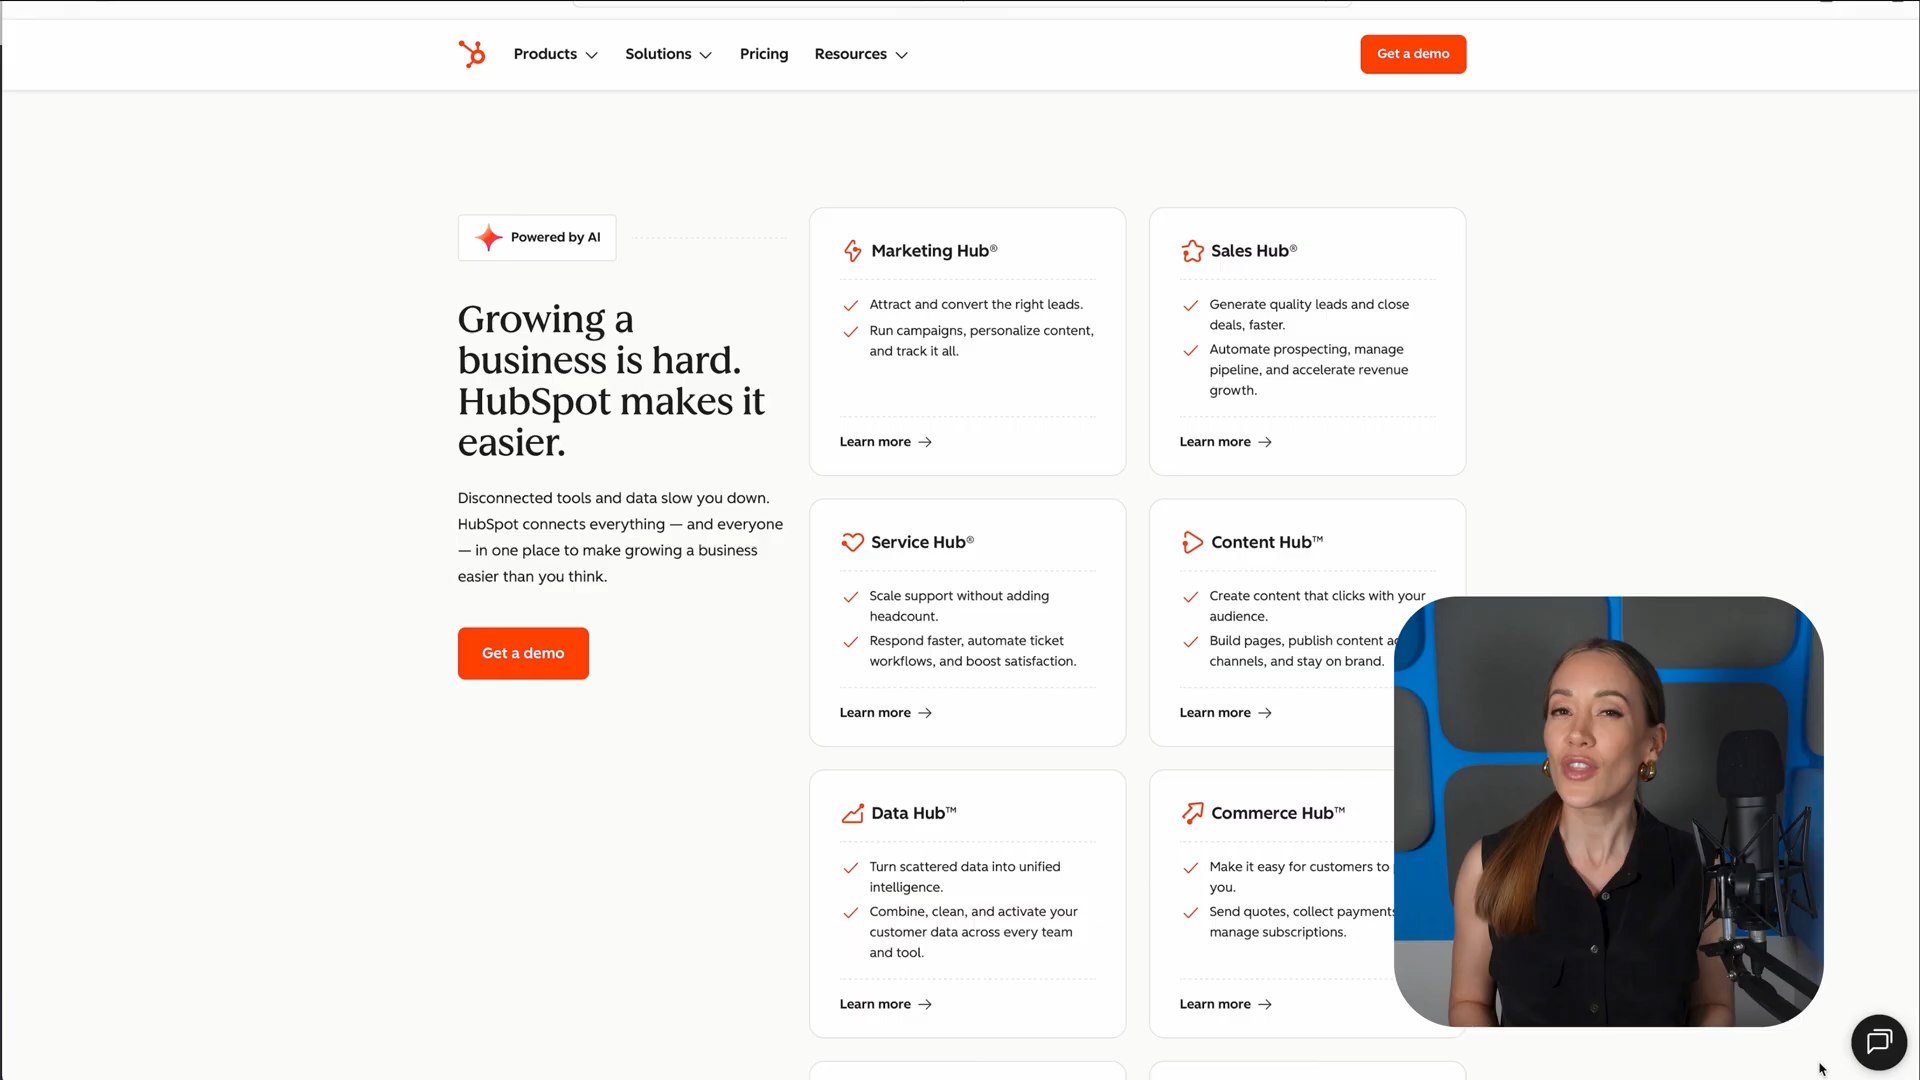 Products
Solutions
Pricing
Resources
Get a demo
Powered by AI
Growing a
business is hard.
HubSpot makes it
easier.
Disconnected tools and data slow you down.
HubSpot connects everything — and everyone
— in one place to make growing a business
easier than you think.
Get a demo
Marketing Hub®
Attract and convert the right leads.
Run campaigns, personalize content,
and track it all.
Learn more
Sales Hub®
Generate quality leads and close
deals, faster.
Automate prospecting, manage
pipeline, and accelerate revenue
growth.
Learn more
Service Hub®
Scale support without adding
headcount.
Respond faster, automate ticket
workflows, and boost satisfaction.
Learn more
Content Hub™
Create content that clicks with your
audience.
Build pages, publish content
channels, and stay on brand.
Learn more
Data Hub™
Turn scattered data into unified
intelligence.
Combine, clean, and activate your
customer data across every team
and tool.
Learn more
Commerce Hub™
Make it easy for customers to
you.
Send quotes, collect payments
manage subscriptions.
Learn more